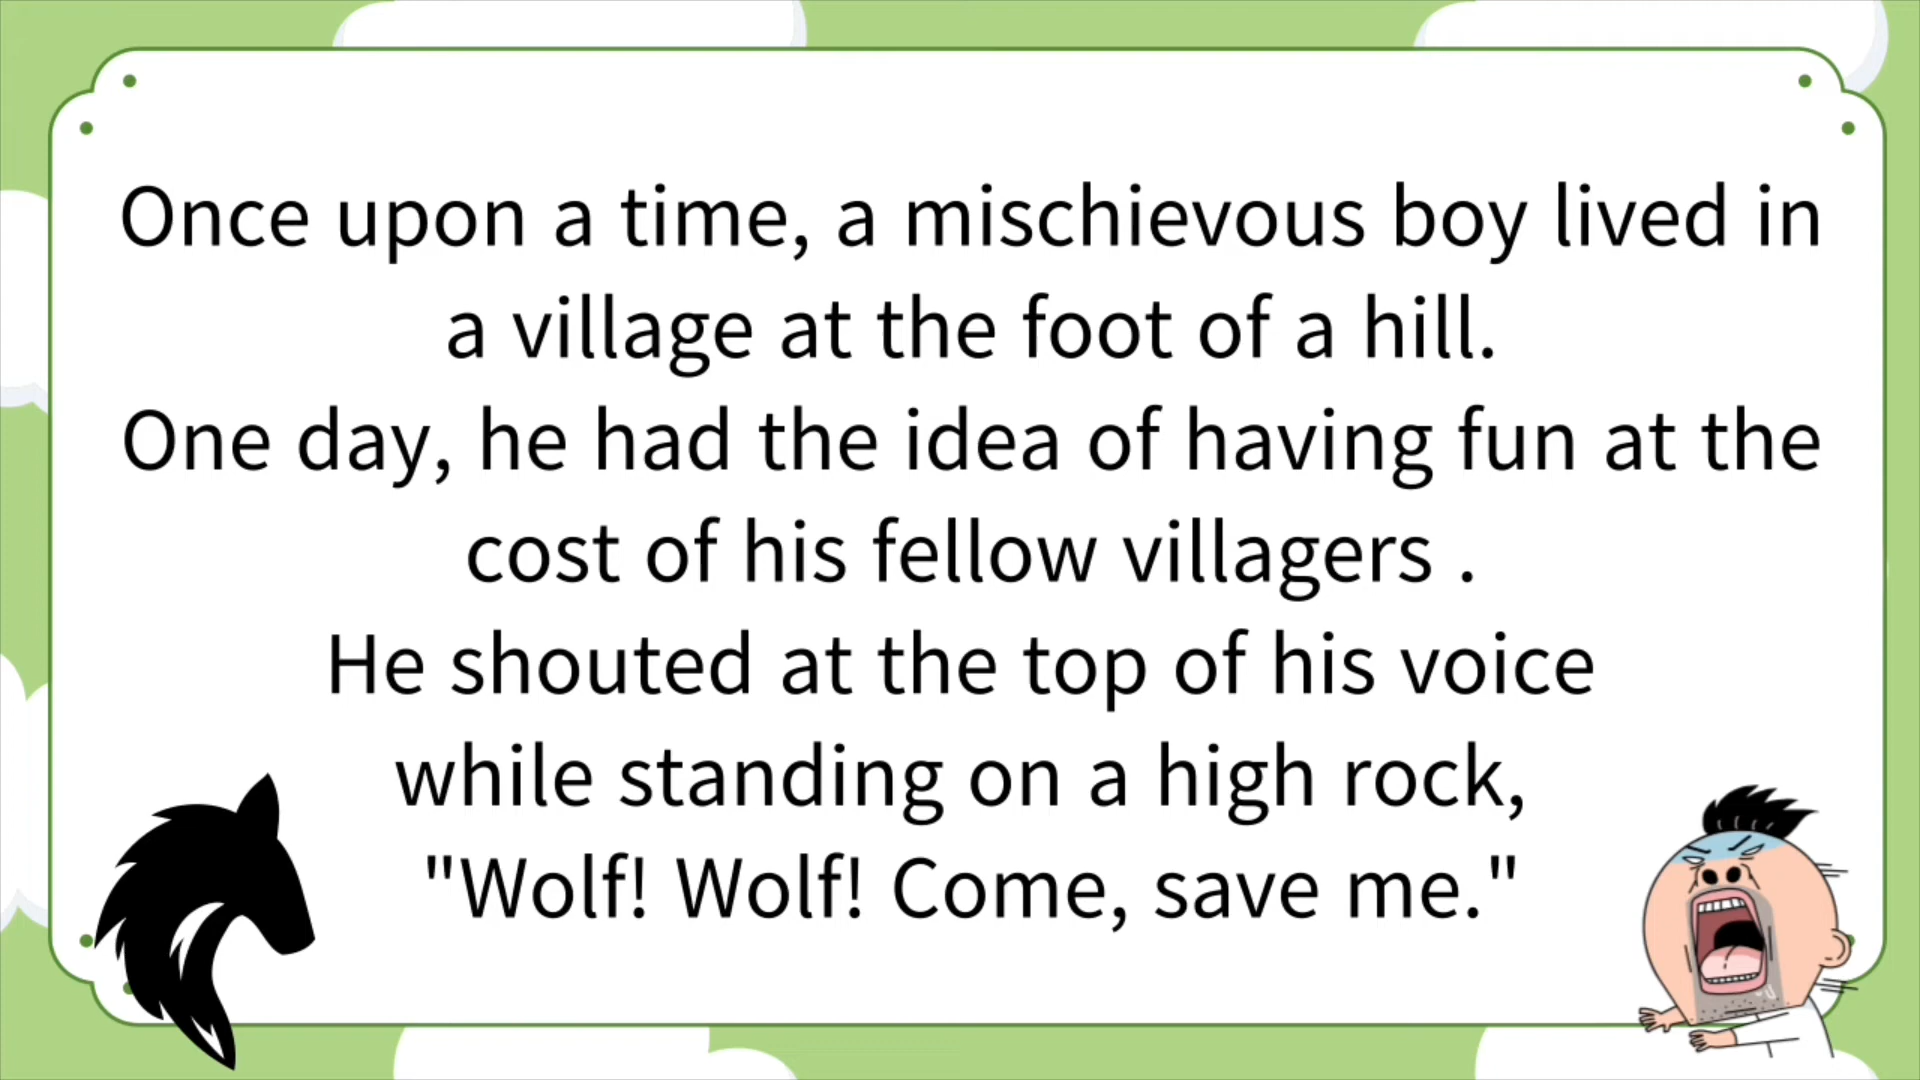 Once upon a time, a mischievous boy lived in
a village at the foot of a hill.
One day, he had the idea of having fun at the
cost of his fellow villagers .
He shouted at the top of his voice
while standing on a high rock,
"Wolf! Wolf! Come, save me."